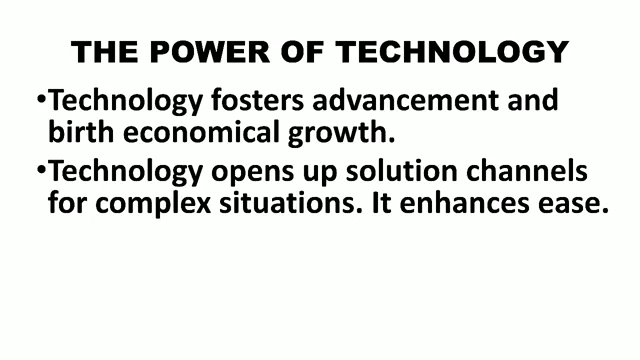 THE POWER OF TECHNOLOGY
•Technology fosters advancement and
birth economical growth.
•Technology opens up solution channels
for complex situations. It enhances ease.